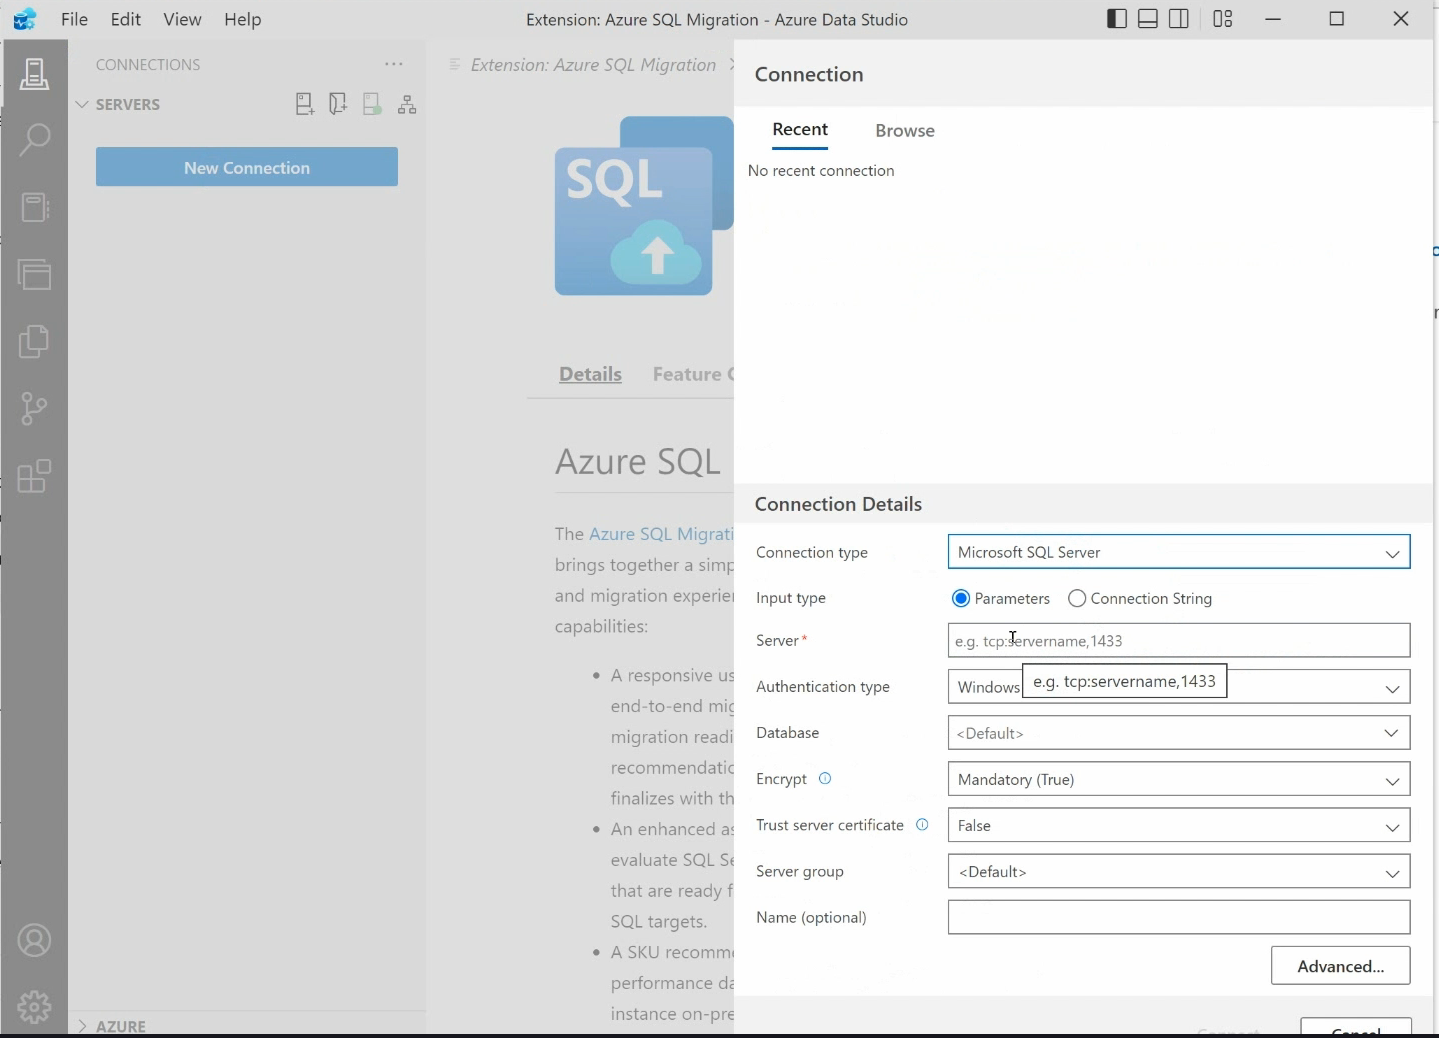 File Edit View Help
Extension: Azure SQL Migration - Azure Data Studio
CONNECTIONS
SERVERS
New Connection
AZURE
Extension: Azure SQL Migration
SQL
Details Feature C
Azure SQL
The Azure SQL Migrati
brings together a simp
and migration experie
capabilities:
• A responsive us
end-to-end mig
migration readi
recommendatio
finalizes with th
• An enhanced as
evaluate SQL Se
that are ready f
SQL targets.
• A SKU recomme
performance da
instance on-pre
Connection
Recent Browse
No recent connection
Connection Details
Connection type Microsoft SQL Server
Input type Parameters Connection String
Server* e.g. tcp:servername,1433
e.g. tcp:servername,1433
Authentication type Windows
Database <Default>
Encrypt Mandatory (True)
Trust server certificate False
Server group <Default>
Name (optional)
Advanced...
Connect Cancel